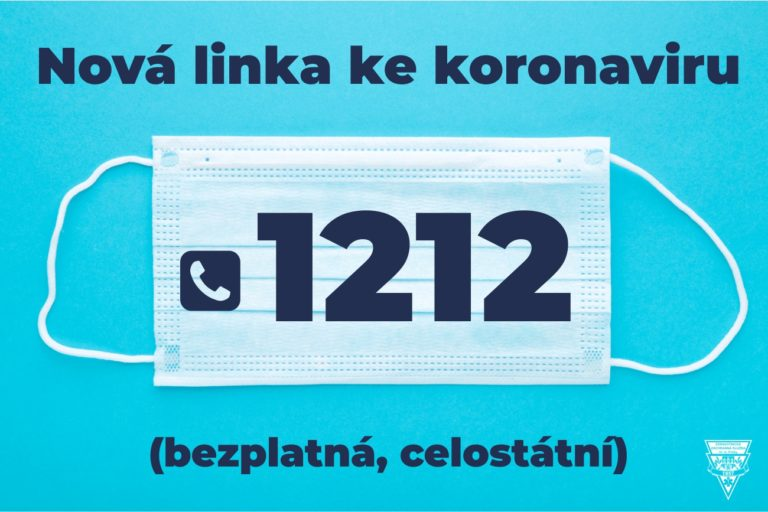 Nová linka ke koronaviru
1212
(bezplatná, celostátní)